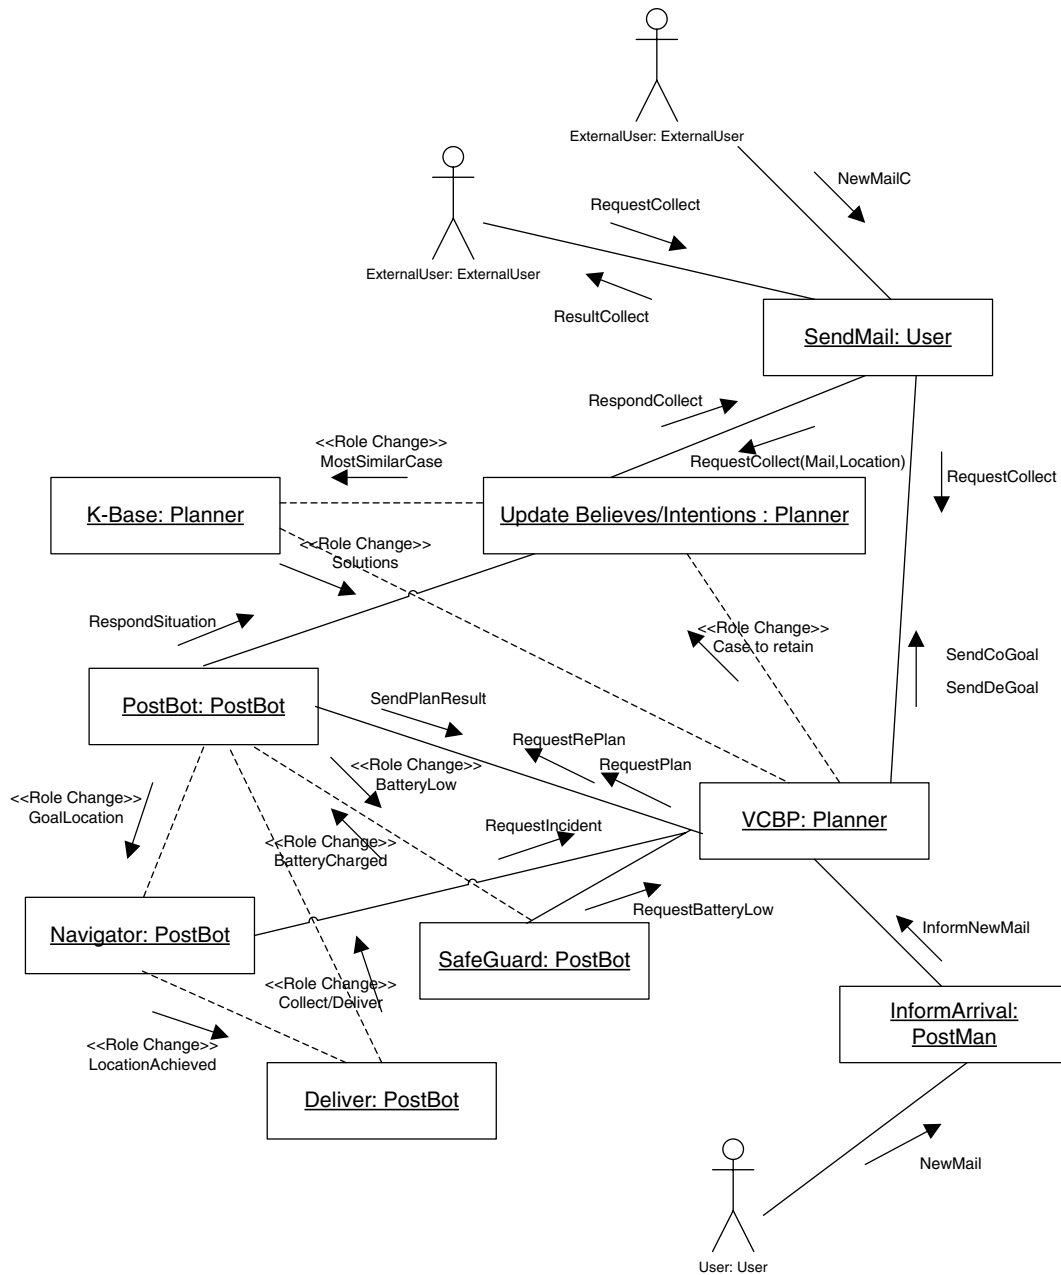 ExternalUser: ExternalUser
NewMailC
RequestCollect
ExternalUser: ExternalUser
ResultCollect
SendMail: User
RespondCollect
<<Role Change>>
MostSimilarCase
RequestCollect(Mail,Location)
RequestCollect
K-Base: Planner
Update Believes/Intentions : Planner
<<Role Change>>
Solutions
RespondSituation
<<Role Change>>
Case to retain
SendCoGoal
SendDeGoal
PostBot: PostBot
SendPlanResult
RequestRePlan
RequestPlan
<<Role Change>>
BatteryLow
<<Role Change>>
GoalLocation
VCBP: Planner
RequestIncident
<<Role Change>>
BatteryCharged
RequestBatteryLow
Navigator: PostBot
SafeGuard: PostBot
InformNewMail
<<Role Change>>
Collect/Deliver
InformArrival:
PostMan
<<Role Change>>
LocationAchieved
Deliver: PostBot
NewMail
User: User